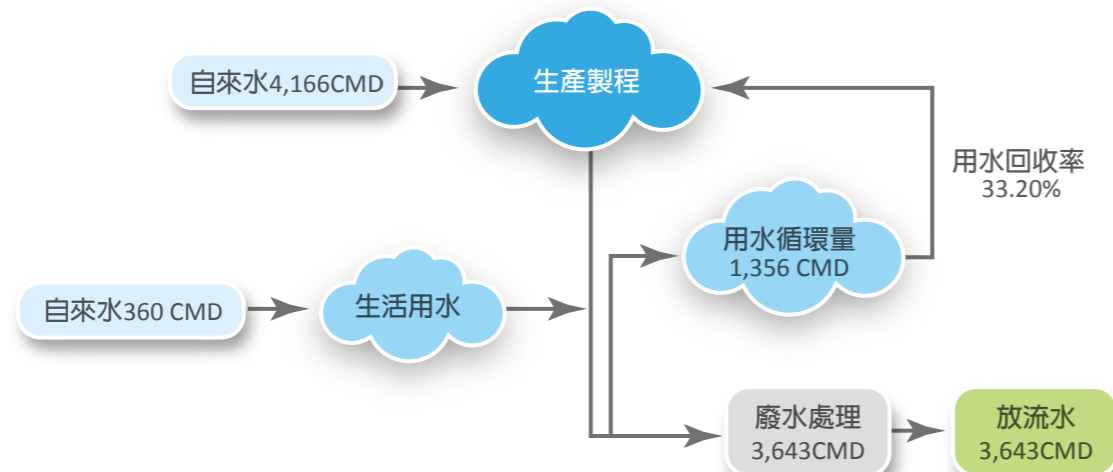 自來水4,166CMD
生產製程
用水回收率
33.20%
用水循環量
1,356 CMD
自來水360 CMD
生活用水
廢水處理
3,643CMD
放流水
3,643CMD